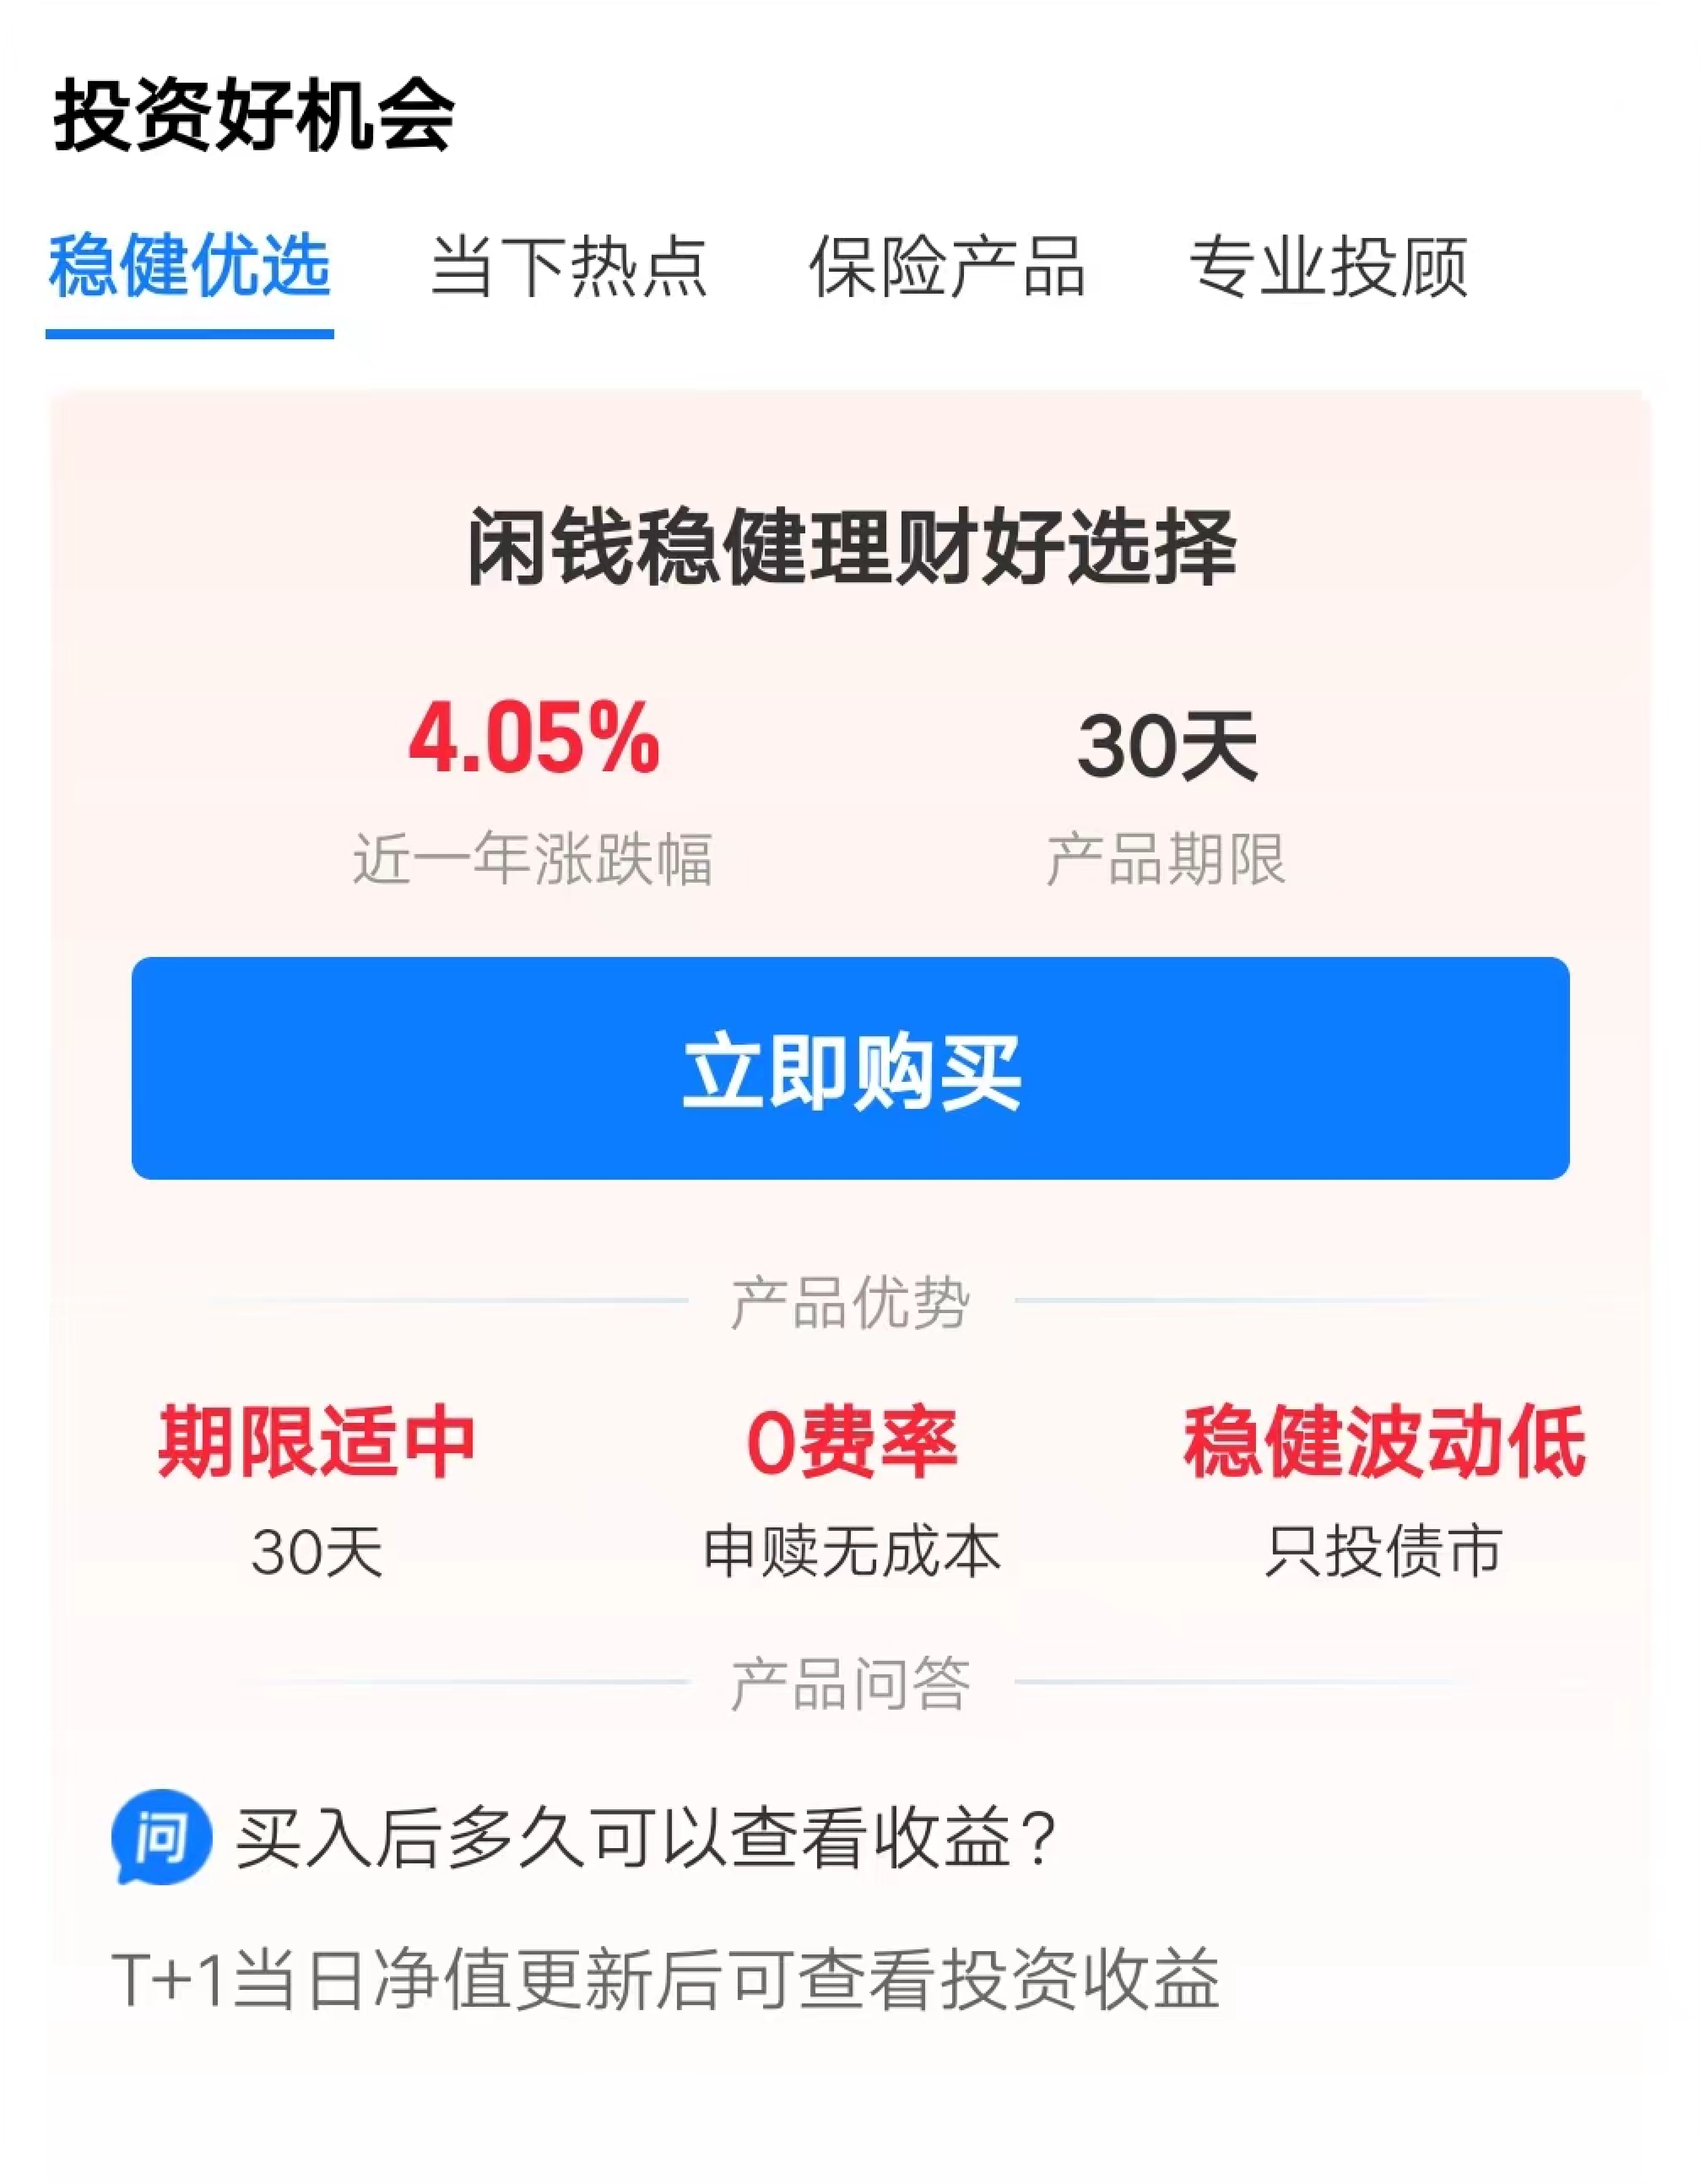 投资好机会
稳健优选 当下热点 保险产品 专业投顾
闲钱稳健理财好选择
4.05% 30天
近一年涨跌幅 产品期限
立即购买
产品优势
期限适中 0费率 稳健波动低
30天 申赎无成本 只投债市
产品问答
问 买入后多久可以查看收益？
T+1当日净值更新后可查看投资收益